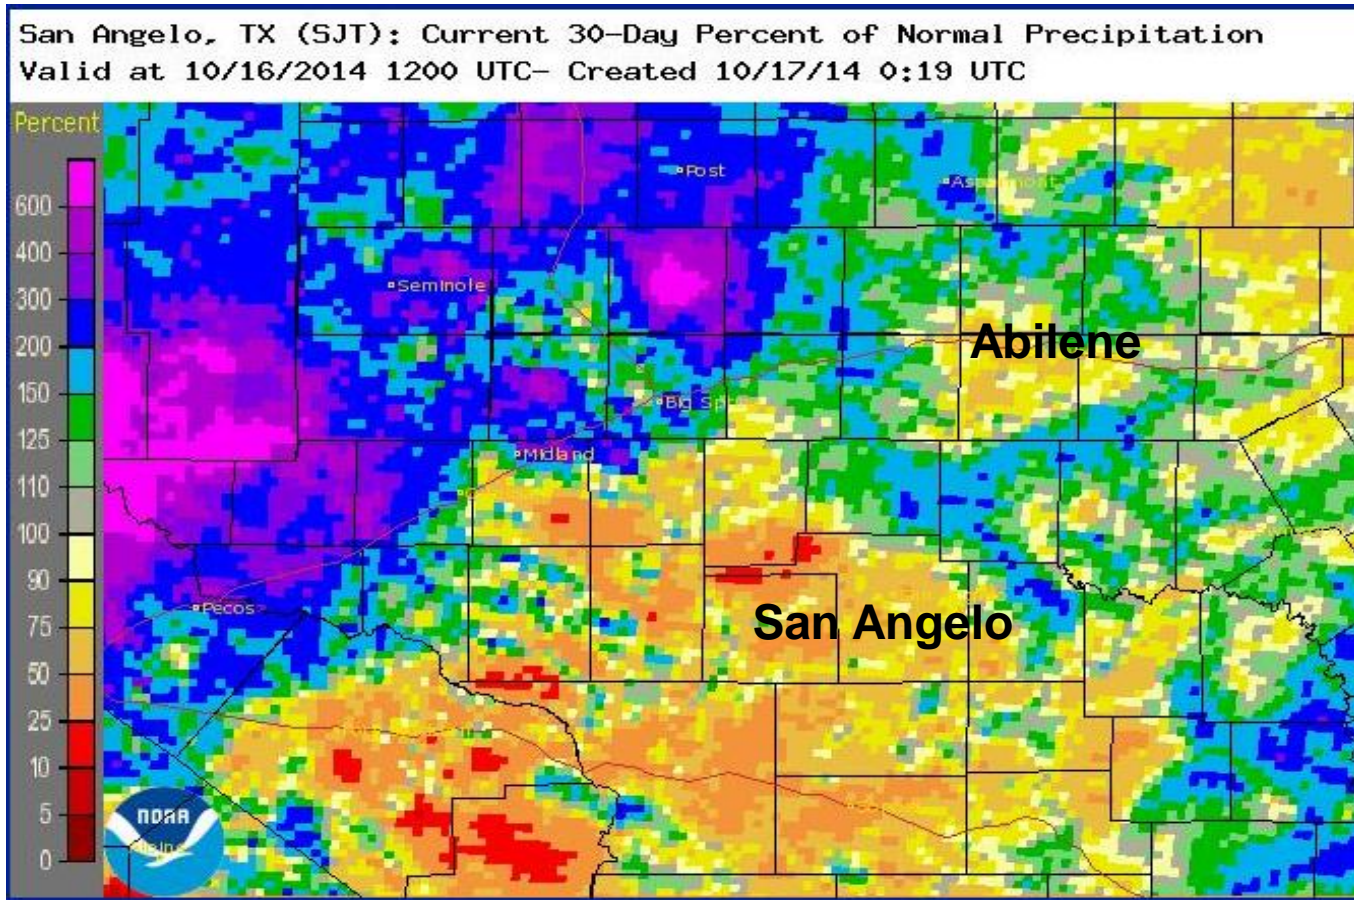 San Angelo, TX (SJT): Current 30-Day Percent of Normal Precipitation
Valid at 10/16/2014 1200 UTC- Created 10/17/14 0:19 UTC
Percent
600
400
300
200
150
125
110
100
90
75
50
25
10
5
0
Post
Seminole
Abilene
Big Spr
Midland
Pecos
San Angelo
NOAA